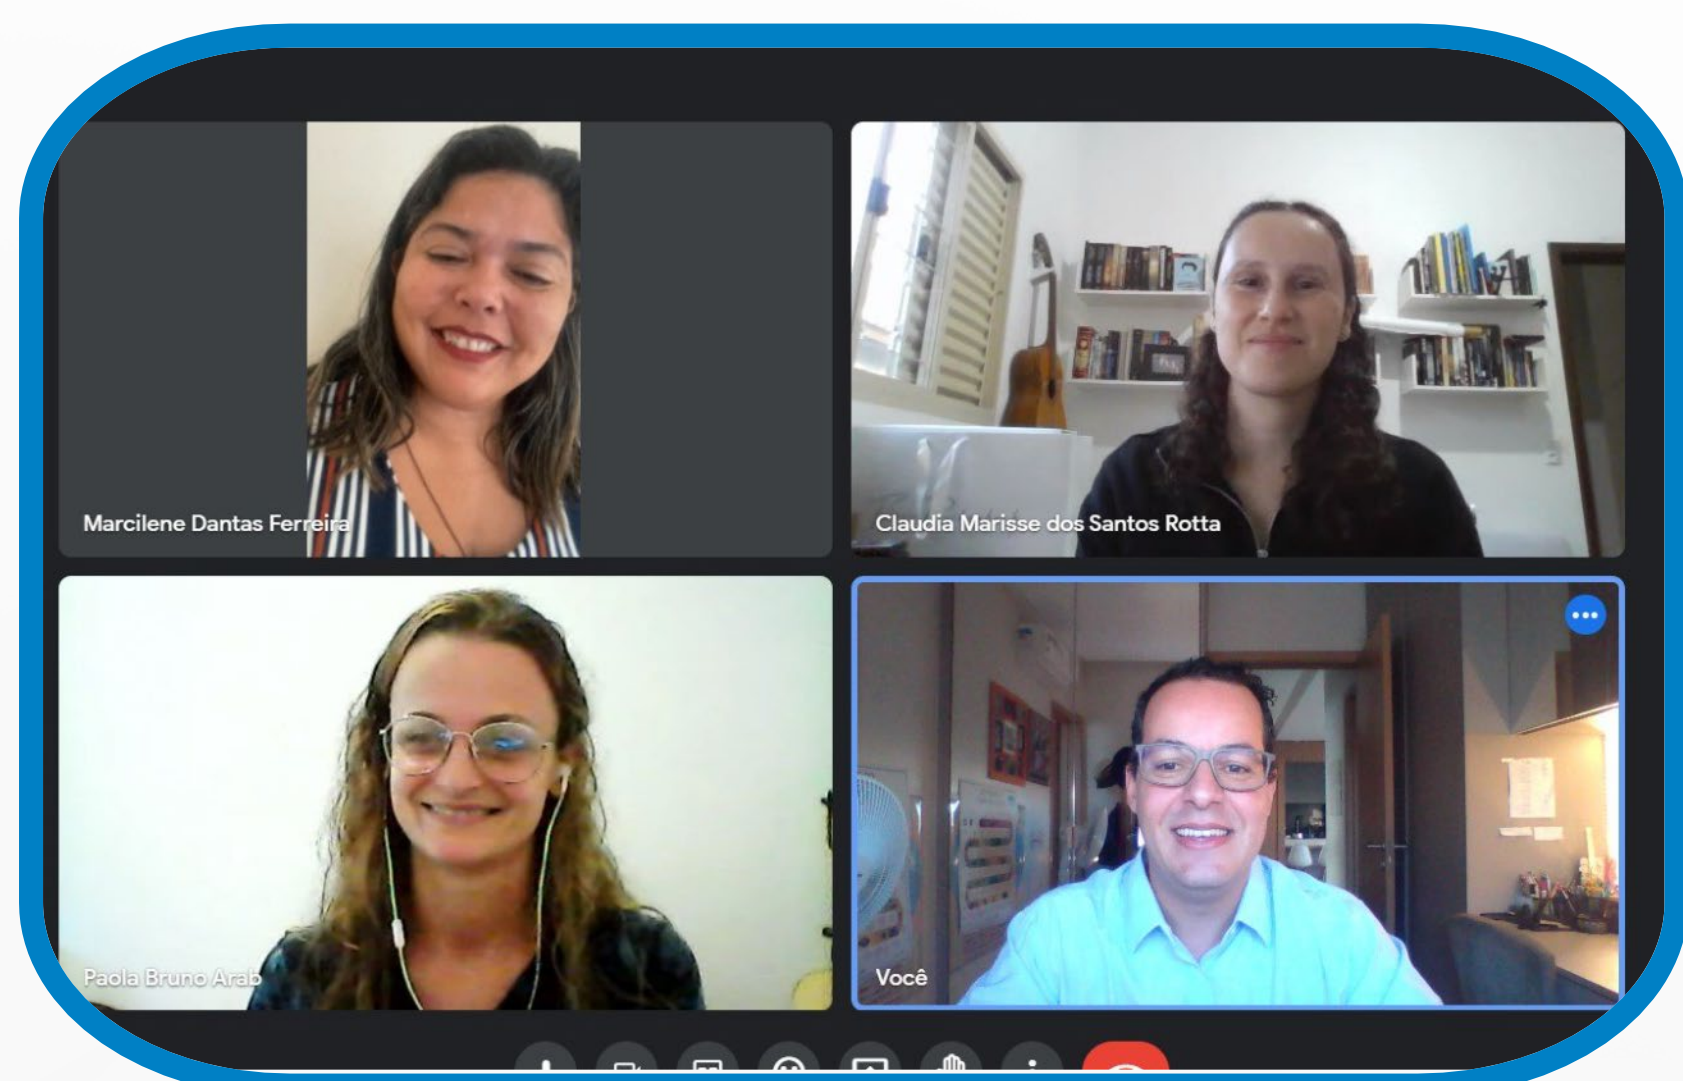 Marcilene Dantas Ferreira
Claudia Marisse dos Santos Rotta
Paola Bruno Arab
Você